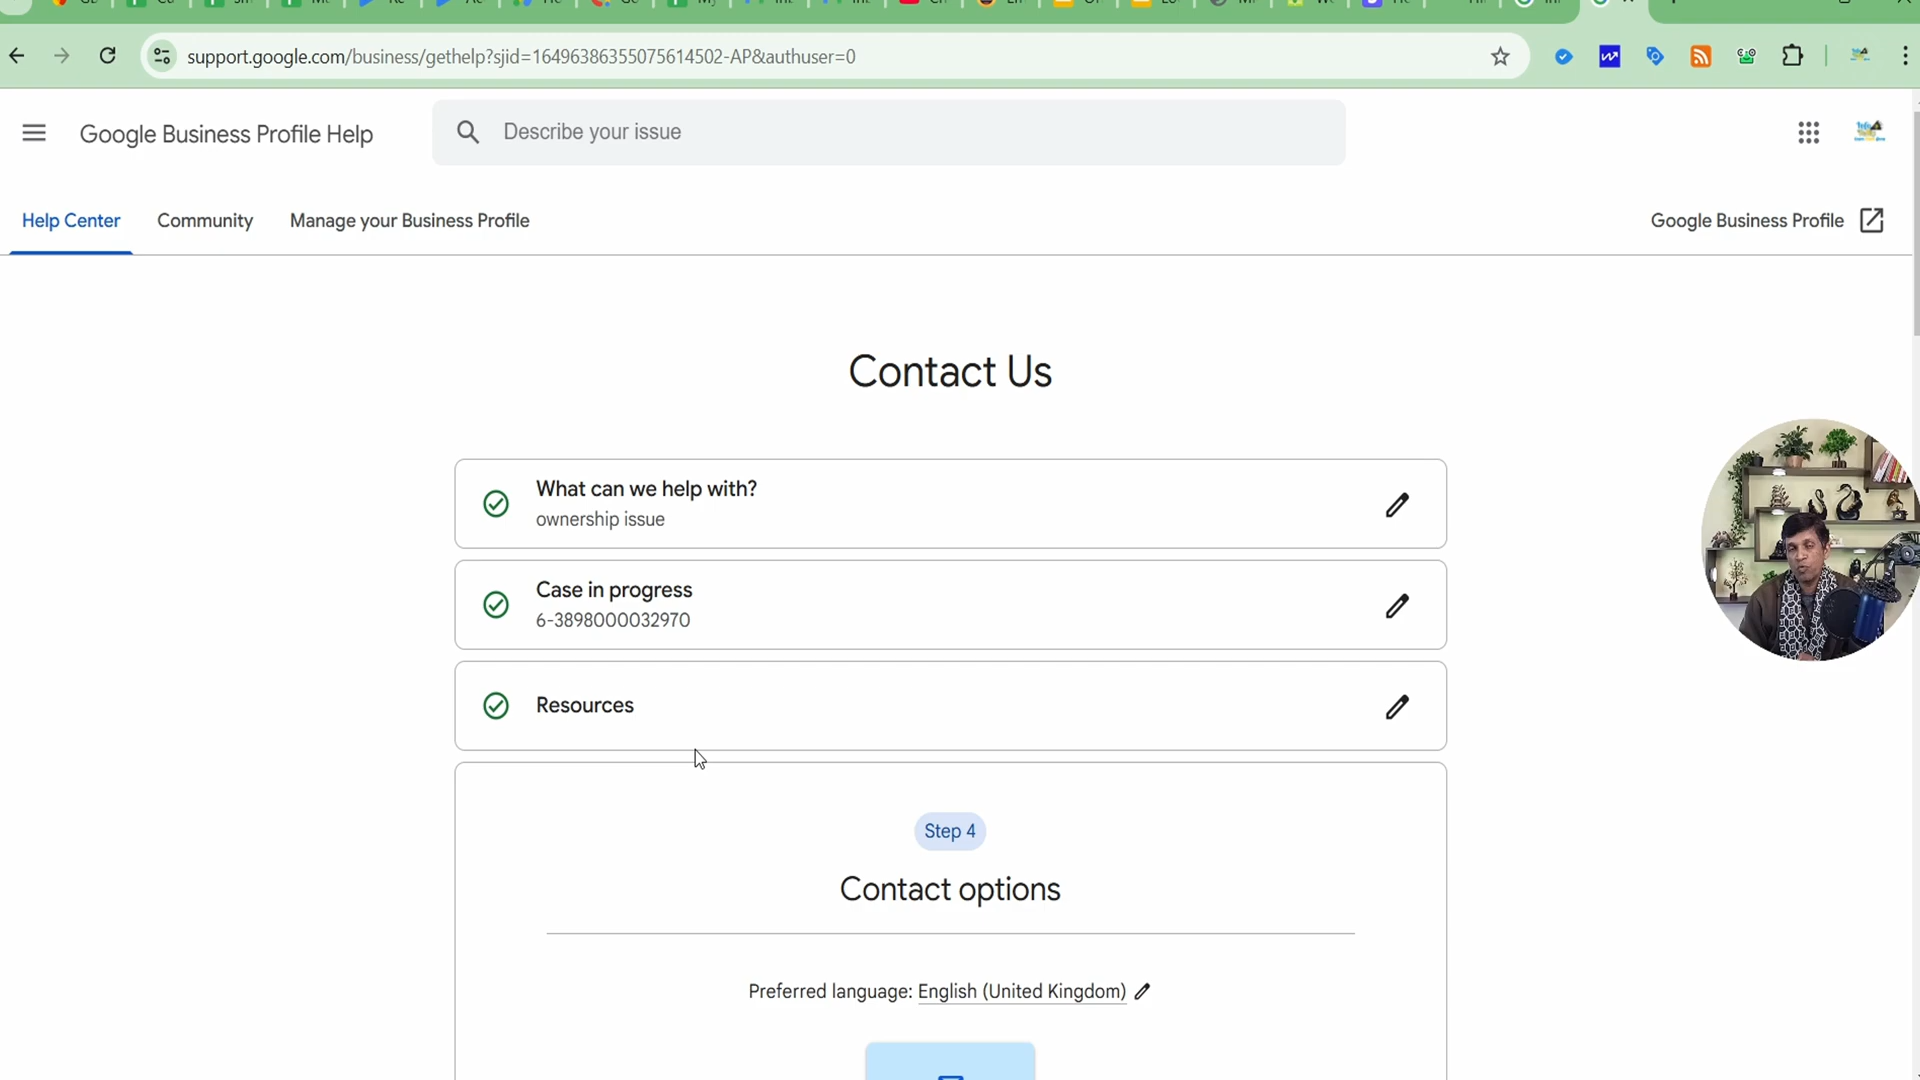 support.google.com/business/gethelp?sjid=16496386355075614502-AP&authuser=0
Google Business Profile Help
Describe your issue
Help Center
Community
Manage your Business Profile
Google Business Profile
Contact Us
What can we help with?
ownership issue
Case in progress
6-3898000032970
Resources
Step 4
Contact options
Preferred language: English (United Kingdom)